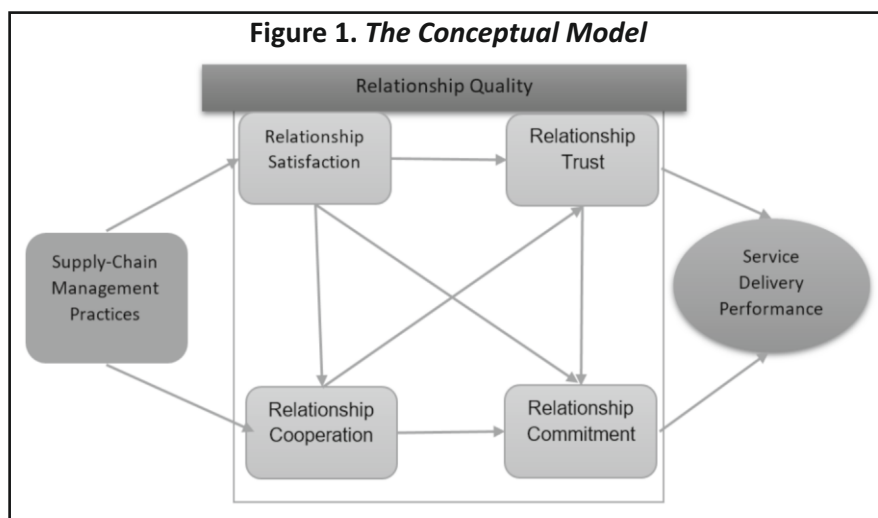 Figure 1. The Conceptual Model
Relationship Quality
Relationship
Satisfaction
Relationship
Trust
Supply-Chain
Management
Practices
Service
Delivery
Performance
Relationship
Cooperation
Relationship
Commitment